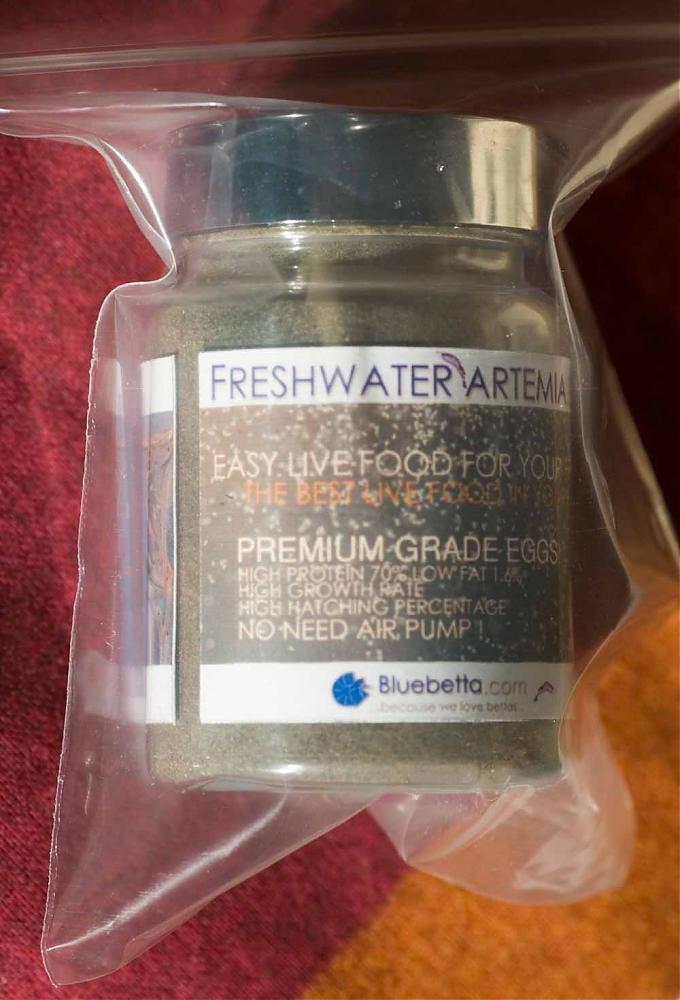 FRESHWATER ARTEMIA
EASY LIVE FOOD FOR YOUR
THE BEST LIVE FOOD IN
PREMIUM GRADE EGGS
HIGH PROTEIN 70% LOW FAT 1.6%
HIGH GROWTH RATE
HIGH HATCHING PERCENTAGE
NO NEED AIR PUMP !
Bluebetta.com
...because we love bettas...